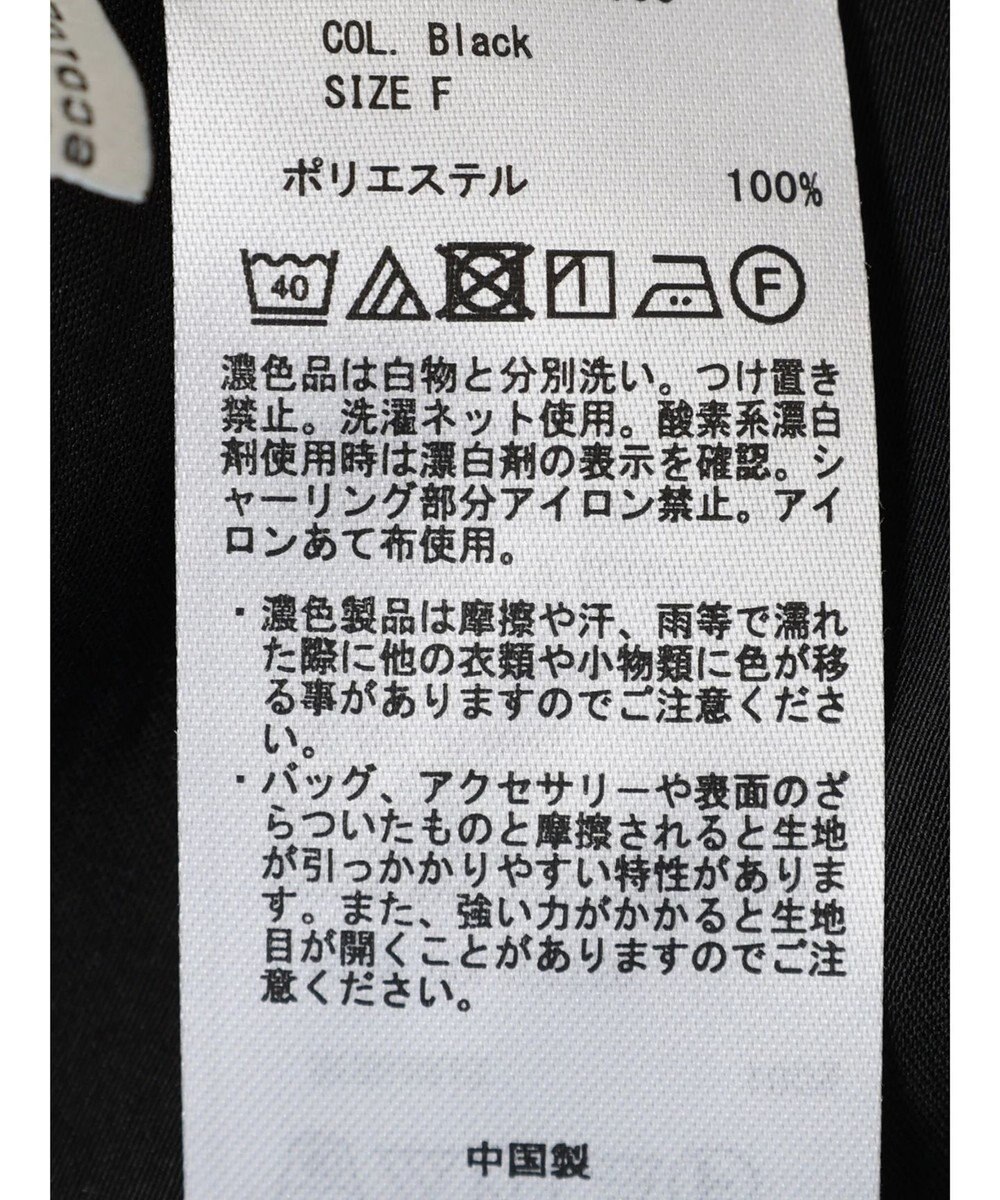 COL. Black
SIZE F
ポリエステル 100%
40 F
濃色品は白物と分別洗い。つけ置き
禁止。洗濯ネット使用。酸素系漂白
剤使用時は漂白剤の表示を確認。シ
ャーリング部分アイロン禁止。アイ
ロンあて布使用。
・濃色製品は摩擦や汗、雨等で濡れ
た際に他の衣類や小物類に色が移
る事がありますのでご注意くださ
い。
・バッグ、アクセサリーや表面のざ
らついたものと摩擦されると生地
が引っかかりやすい特性がありま
す。また、強い力がかかると生地
目が開くことがありますのでご注
意ください。
中国製